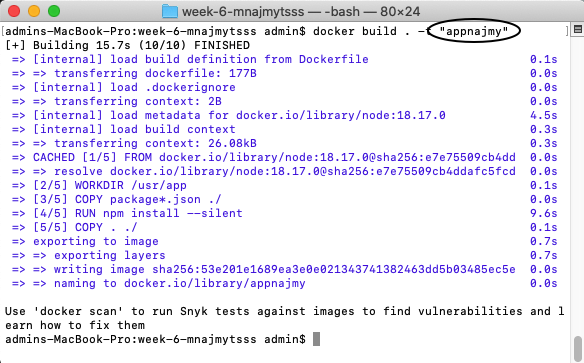 week-6-mnajmytsss — -bash — 80×24
[admins-MacBook-Pro:week-6-mnajmytsss admin$ docker build . -t "appnajmy" ]
[+] Building 15.7s (10/10) FINISHED
=> [internal] load build definition from Dockerfile 0.1s
=> => transferring dockerfile: 177B 0.0s
=> [internal] load .dockerignore 0.0s
=> => transferring context: 2B 0.0s
=> [internal] load metadata for docker.io/library/node:18.17.0 4.5s
=> [internal] load build context 0.3s
=> => transferring context: 26.08kB 0.3s
=> CACHED [1/5] FROM docker.io/library/node:18.17.0@sha256:e7e75509cb4dd 0.0s
=> => resolve docker.io/library/node:18.17.0@sha256:e7e75509cb4ddafc5fcd 0.0s
=> [2/5] WORKDIR /usr/app 0.1s
=> [3/5] COPY package*.json ./ 0.0s
=> [4/5] RUN npm install --silent 9.6s
=> [5/5] COPY . ./ 0.1s
=> exporting to image 0.7s
=> => exporting layers 0.7s
=> => writing image sha256:53e201e1689ea3e0e021343741382463dd5b03485ec5e 0.0s
=> => naming to docker.io/library/appnajmy 0.0s
Use 'docker scan' to run Snyk tests against images to find vulnerabilities and l
earn how to fix them
admins-MacBook-Pro:week-6-mnajmytsss admin$